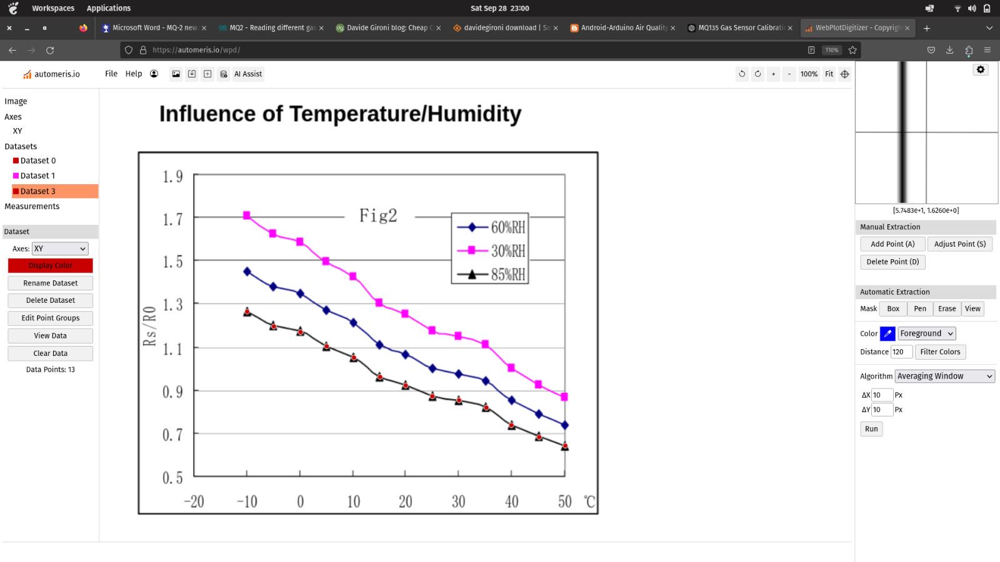 Workspaces Applications Sat Sep 28 23:00
Microsoft Word - MQ-2 new. MQ2 - Reading different gas Davide Gironi blog: Cheap davidegironi download | So Android-Arduino Air Quality MQ135 Gas Sensor Calibrati WebPlotDigitizer - Copyrigh
https://automeris.io/wpd/ 110%
automeris.io File Help AI Assist + - 100% Fit
Image
Axes
XY
Datasets
Dataset 0
Dataset 1
Dataset 3
Measurements
Dataset
Axes: XY
Display Color
Rename Dataset
Delete Dataset
Edit Point Groups
View Data
Clear Data
Data Points: 13
Influence of Temperature/Humidity
1.9
1.7
1.5
1.3
1.1
0.9
0.7
0.5
Rs/R0
Fig2
60%RH
30%RH
85%RH
-20 -10 0 10 20 30 40 50 ℃
[5.7483e+1, 1.6260e+0]
Manual Extraction
Add Point (A) Adjust Point (S)
Delete Point (D)
Automatic Extraction
Mask Box Pen Erase View
Color Foreground
Distance 120 Filter Colors
Algorithm Averaging Window
ΔX 10 Px
ΔY 10 Px
Run